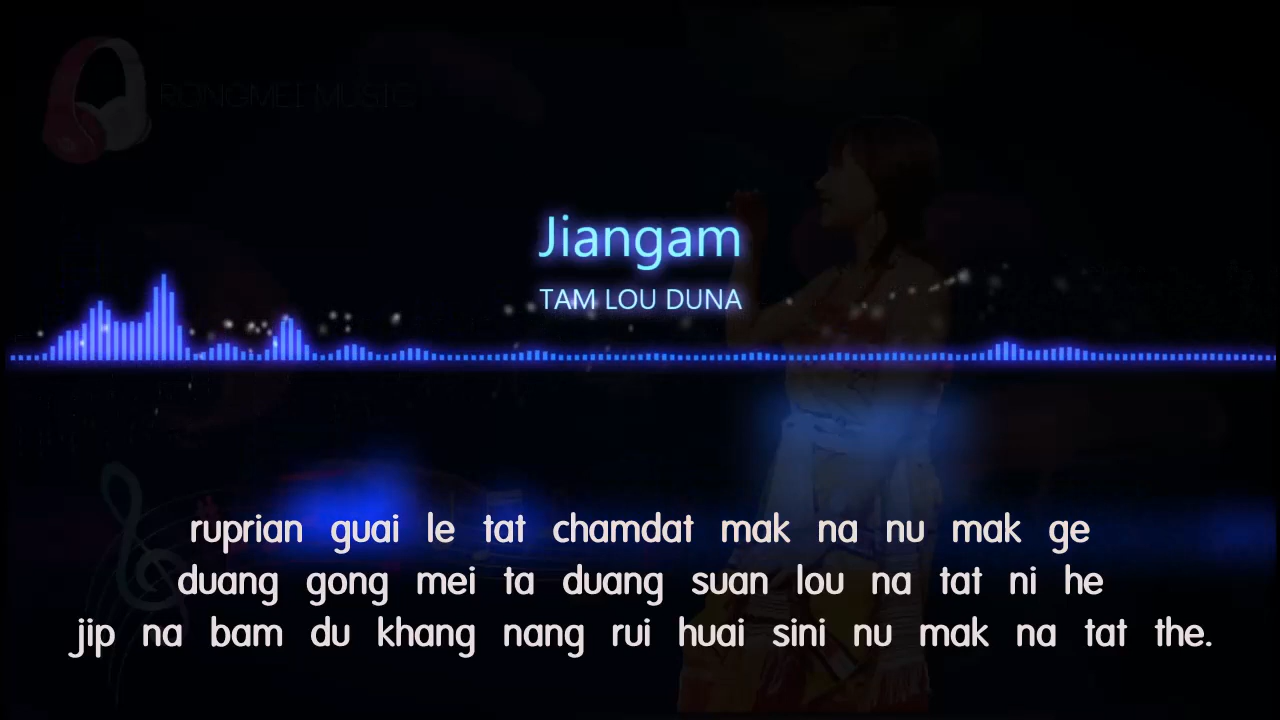 RONGMEI MUSIC
Jiangam
TAM LOU DUNA
ruprian guai le tat chamdat mak na nu mak ge
duang gong mei ta duang suan lou na tat ni he
jip na bam du khang nang rui huai sini nu mak na tat the.